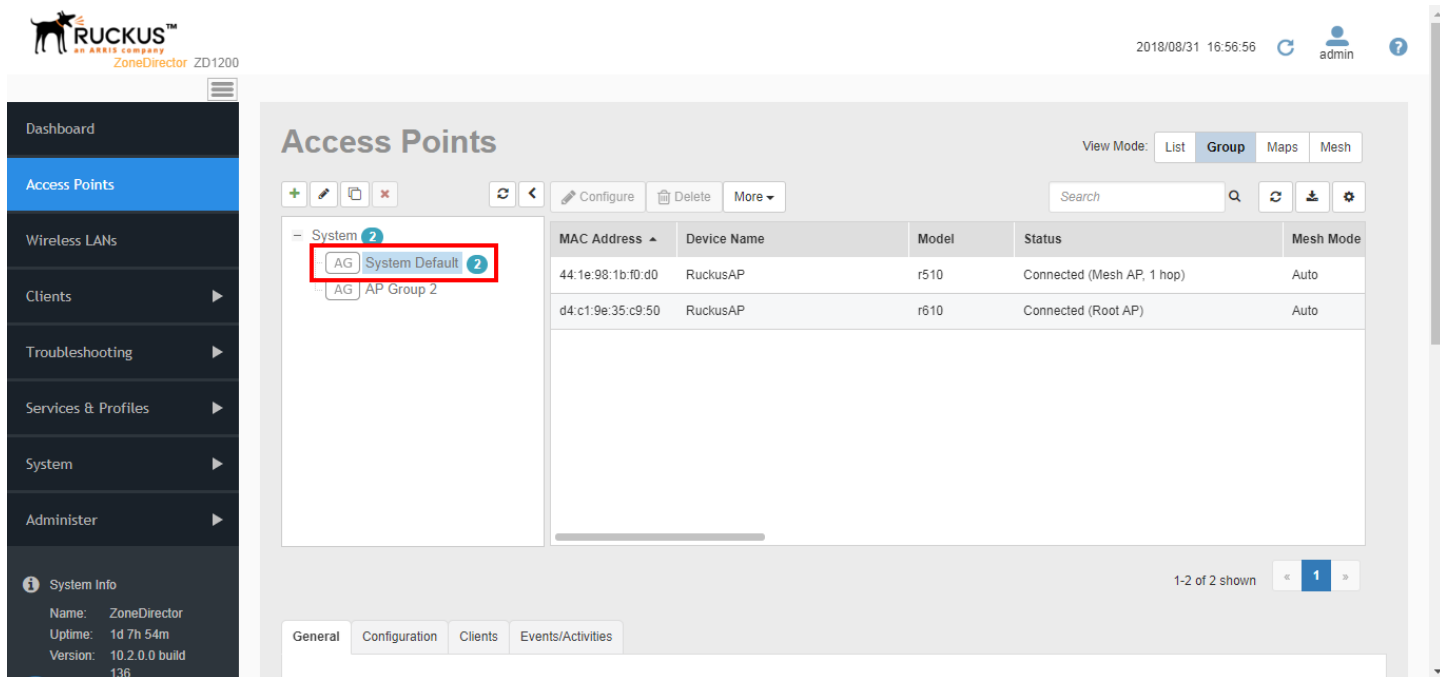 RUCKUS™
an ARRIS company
ZoneDirector ZD1200
2018/08/31 16:56:56
admin
?
Dashboard
Access Points
Wireless LANs
Clients
Troubleshooting
Services & Profiles
System
Administer
System Info
Name: ZoneDirector
Uptime: 1d 7h 54m
Version: 10.2.0.0 build
136
Access Points
View Mode: List Group Maps Mesh
Configure Delete More
Search
System 2
AG System Default 2
AG AP Group 2
MAC Address Device Name Model Status Mesh Mode
44:1e:98:1b:f0:d0 RuckusAP r510 Connected (Mesh AP, 1 hop) Auto
d4:c1:9e:35:c9:50 RuckusAP r610 Connected (Root AP) Auto
1-2 of 2 shown « 1 »
General Configuration Clients Events/Activities